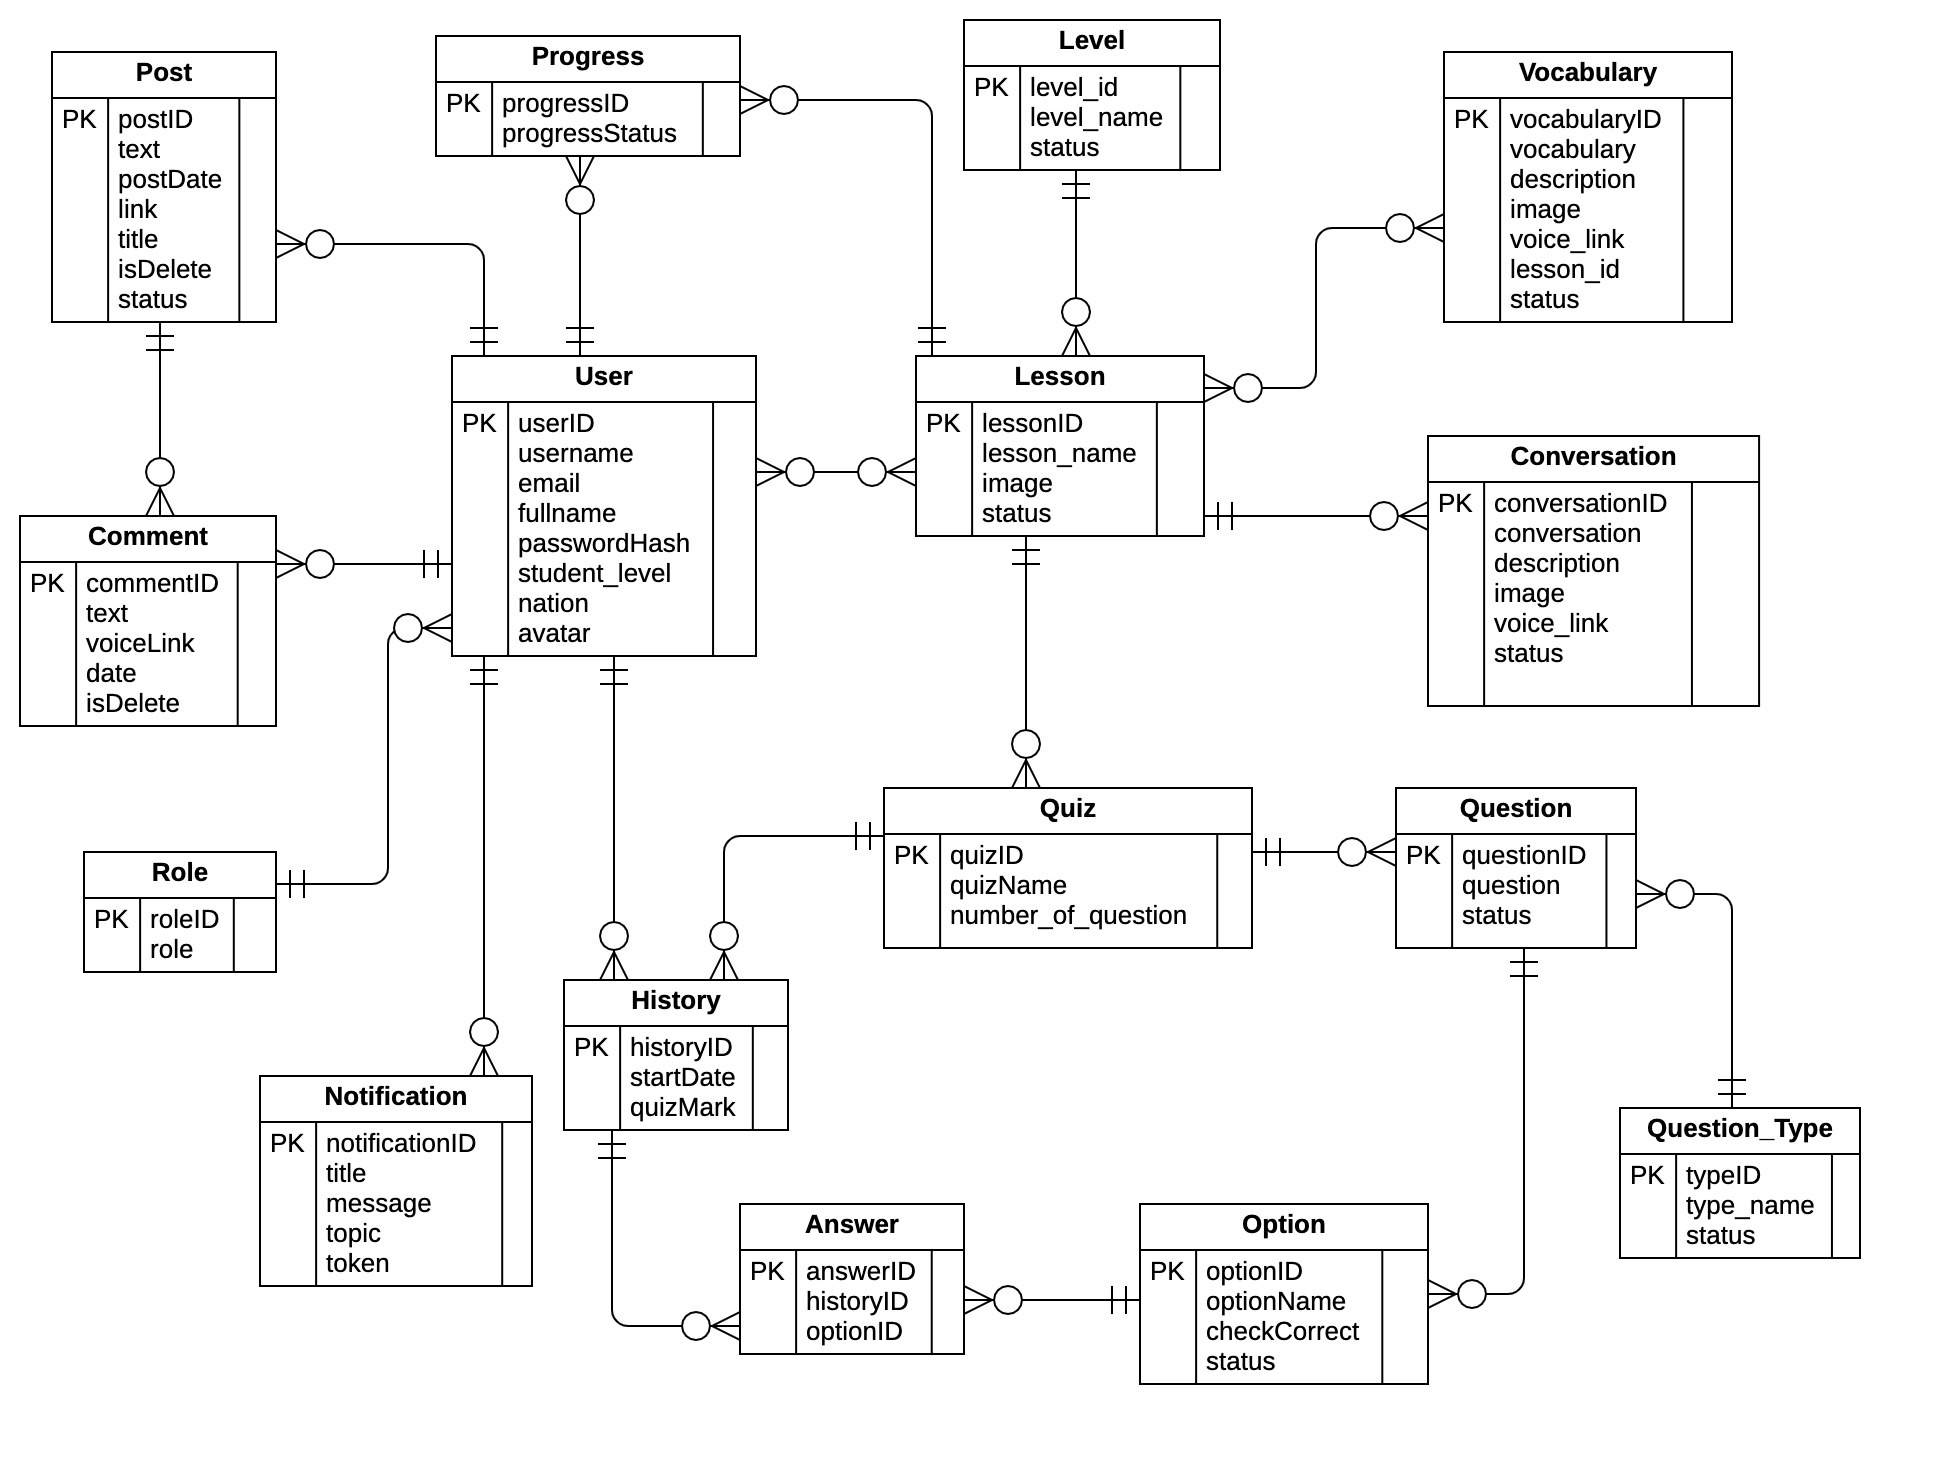 Post
PK
postID
text
postDate
link
title
isDelete
status
Progress
PK
progressID
progressStatus
Level
PK
level_id
level_name
status
Vocabulary
PK
vocabularyID
vocabulary
description
image
voice_link
lesson_id
status
User
PK
userID
username
email
fullname
passwordHash
student_level
nation
avatar
Lesson
PK
lessonID
lesson_name
image
status
Conversation
PK
conversationID
conversation
description
image
voice_link
status
Comment
PK
commentID
text
voiceLink
date
isDelete
Role
PK
roleID
role
Quiz
PK
quizID
quizName
number_of_question
Question
PK
questionID
question
status
History
PK
historyID
startDate
quizMark
Notification
PK
notificationID
title
message
topic
token
Question_Type
PK
typeID
type_name
status
Answer
PK
answerID
historyID
optionID
Option
PK
optionID
optionName
checkCorrect
status